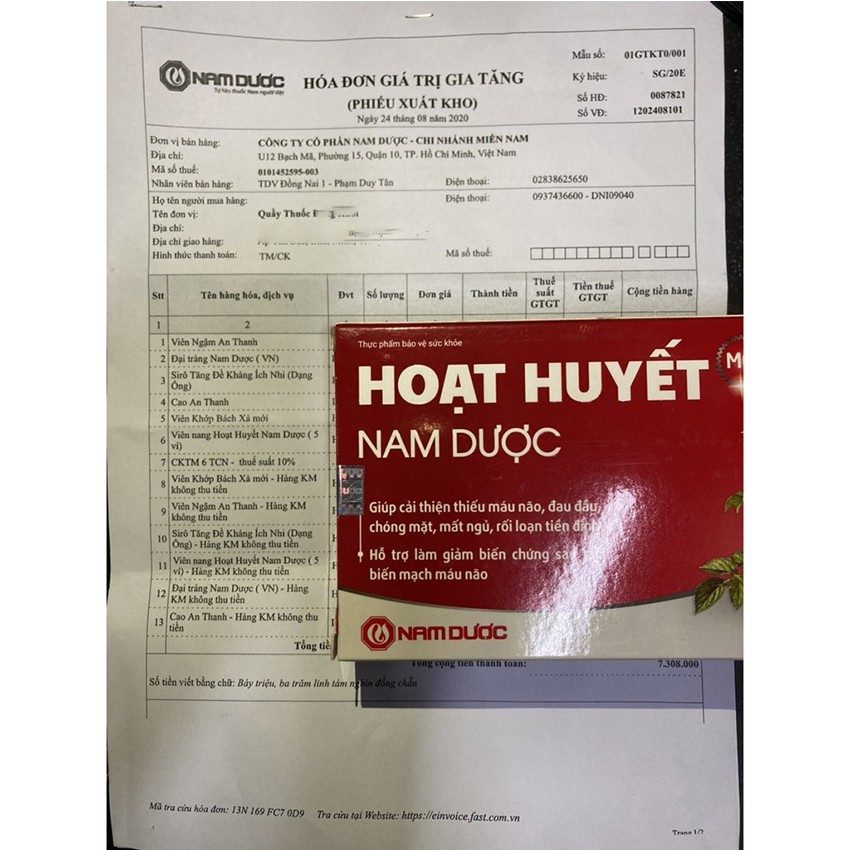 NAM DƯỢC
Tự hào thuốc Nam người Việt
HÓA ĐƠN GIÁ TRỊ GIA TĂNG
(PHIẾU XUẤT KHO)
Ngày 24 tháng 08 năm 2020
Mẫu số: 01GTKT0/001
Ký hiệu: SG/20E
Số HĐ: 0087821
Số VĐ: 1202408101
Đơn vị bán hàng: CÔNG TY CỔ PHẦN NAM DƯỢC - CHI NHÁNH MIỀN NAM
Địa chỉ: U12 Bạch Mã, Phường 15, Quận 10, TP. Hồ Chí Minh, Việt Nam
Mã số thuế: 0101452595-003
Nhân viên bán hàng: TDV Đồng Nai 1 - Phạm Duy Tân Điện thoại: 02838625650
Họ tên người mua hàng: Điện thoại: 0937436600 - DNI09040
Tên đơn vị: Quầy Thuốc
Địa chỉ:
Địa chỉ giao hàng:
Hình thức thanh toán: TM/CK Mã số thuế:
Stt Tên hàng hóa, dịch vụ Đvt Số lượng Đơn giá Thành tiền Thuế suất GTGT Tiền thuế GTGT Cộng tiền hàng
1 2
1 Viên Ngậm An Thanh
2 Đại tràng Nam Dược ( VN)
3 Sirô Tăng Đề Kháng Ích Nhi (Dạng
Ống)
4 Cao An Thanh
5 Viên Khớp Bách Xà mới
6 Viên nang Hoạt Huyết Nam Dược ( 5
vỉ)
7 CKTM 6 TCN - thuế suất 10%
8 Viên Khớp Bách Xà mới - Hàng KM
không thu tiền
9 Viên Ngậm An Thanh - Hàng KM
không thu tiền
10 Sirô Tăng Đề Kháng Ích Nhi (Dạng
Ống) - Hàng KM không thu tiền
11 Viên nang Hoạt Huyết Nam Dược ( 5
vỉ) - Hàng KM không thu tiền
12 Đại tràng Nam Dược ( VN) - Hàng
KM không thu tiền
13 Cao An Thanh - Hàng KM không thu
tiền
Tổng
Thực phẩm bảo vệ sức khỏe
HOẠT HUYẾT
NAM DƯỢC
Giúp cải thiện thiếu máu não, đau đầu,
chóng mặt, mất ngủ, rối loạn tiền
Hỗ trợ làm giảm biến chứng
biến mạch máu não
NAM DƯỢC
Tổng cộng tiền thanh toán: 7.308.000
Số tiền viết bằng chữ: Bảy triệu, ba trăm linh tám nghìn đồng chẵn
Mã tra cứu hóa đơn: 13N 169 FC7 0D9 Tra cứu tại Website: https://einvoice.fast.com.vn
Trang 1/2